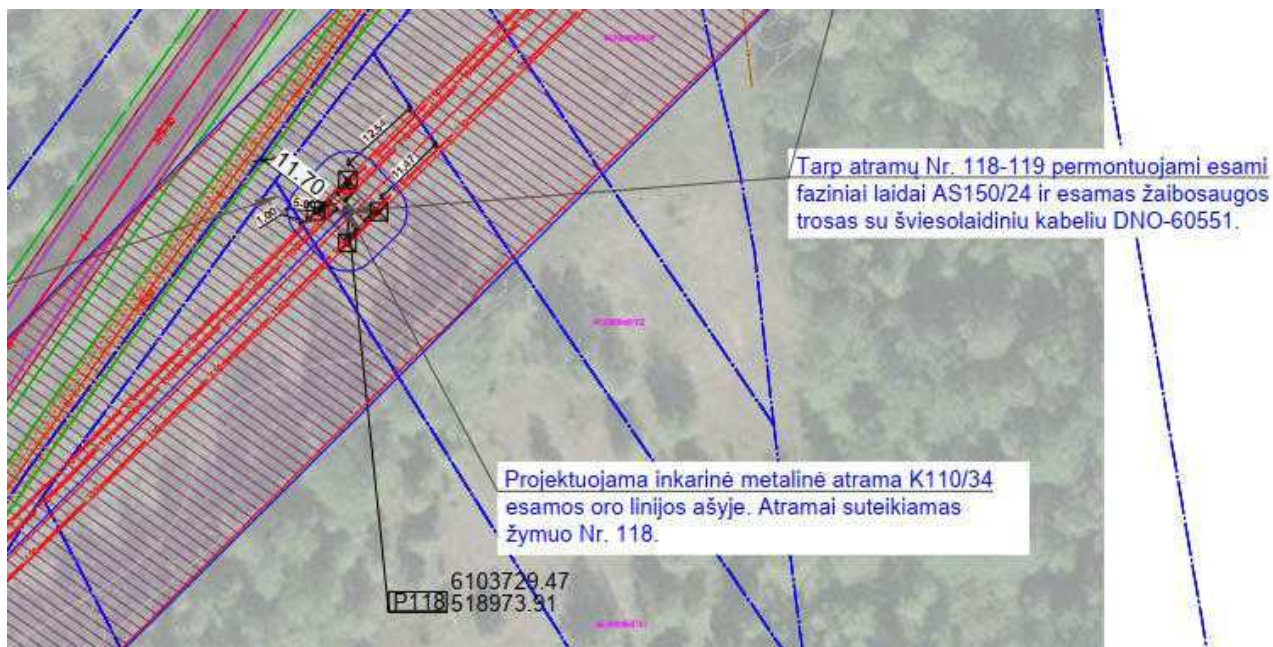 12.54
11.47
11.70
1.00
Tarp atramų Nr. 118-119 permontuojami esami
faziniai laidai AS150/24 ir esamas žaibosaugos
trosas su šviesolaidiniu kabeliu DNO-60551.
Projektuojama inkarinė metalinė atrama K110/34
esamos oro linijos ašyje. Atramai suteikiamas
žymuo Nr. 118.
6103729.47
P118 518973.91